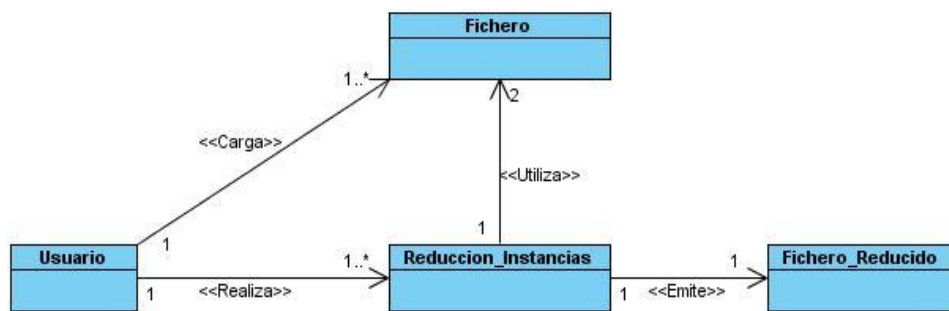 Fichero
1..*
2
<<Carga>>
<<Utiliza>>
1
1
Usuario
Reduccion_Instancias
Fichero_Reducido
1..*
1
1
<<Realiza>>
1
<<Emite>>